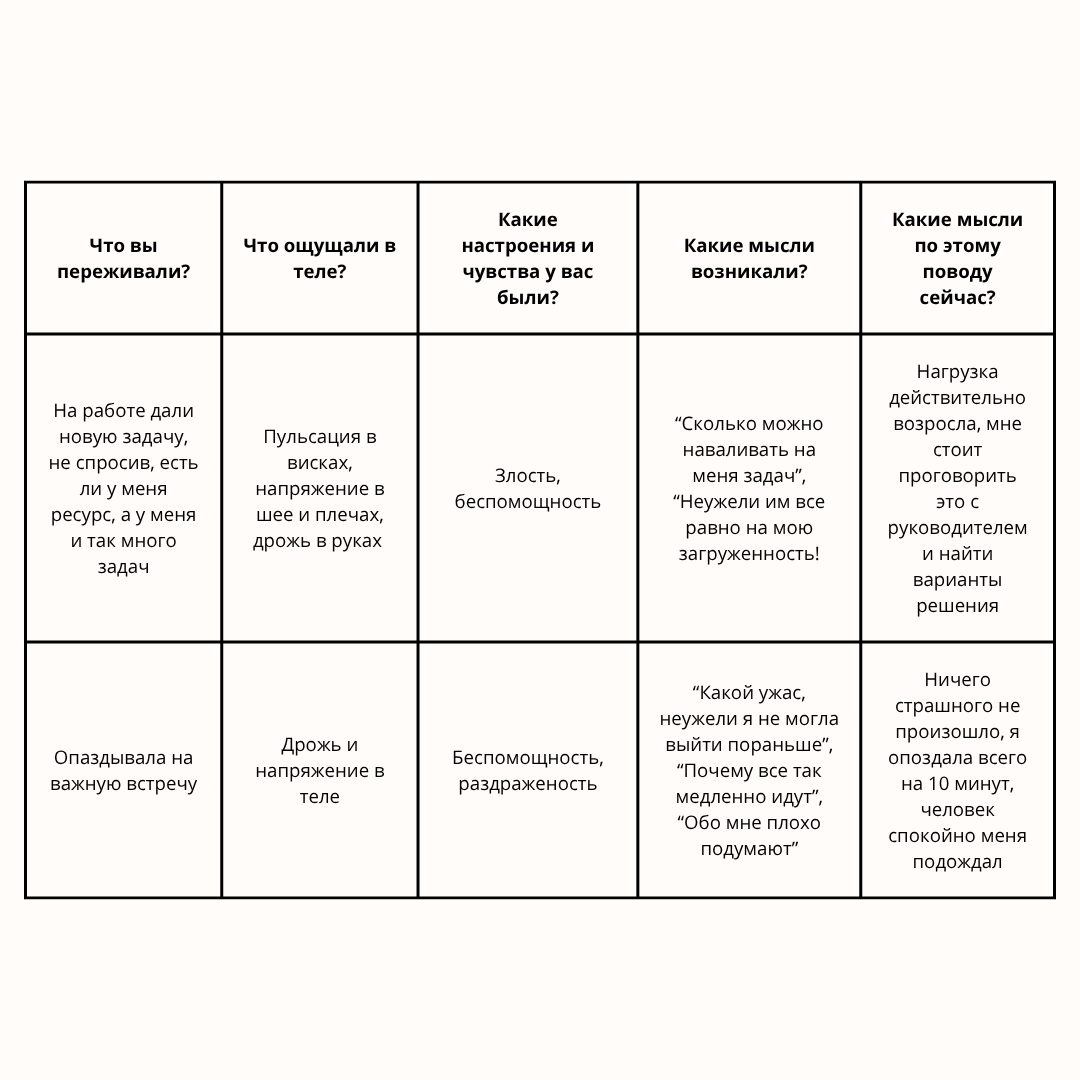 Что вы
переживали?
Что ощущали в
теле?
Какие
настроения и
чувства у вас
были?
Какие мысли
возникали?
Какие мысли
по этому
поводу
сейчас?
На работе дали
новую задачу,
не спросив, есть
ли у меня
ресурс, а у меня
и так много
задач
Пульсация в
висках,
напряжение в
шее и плечах,
дрожь в руках
Злость,
беспомощность
“Сколько можно
наваливать на
меня задач”,
“Неужели им все
равно на мою
загруженность!
Нагрузка
действительно
возросла, мне
стоит
проговорить
это с
руководителем
и найти
варианты
решения
Опаздывала на
важную встречу
Дрожь и
напряжение в
теле
Беспомощность,
раздраженость
“Какой ужас,
неужели я не могла
выйти пораньше”,
“Почему все так
медленно идут”,
“Обо мне плохо
подумают”
Ничего
страшного не
произошло, я
опоздала всего
на 10 минут,
человек
спокойно меня
подождал